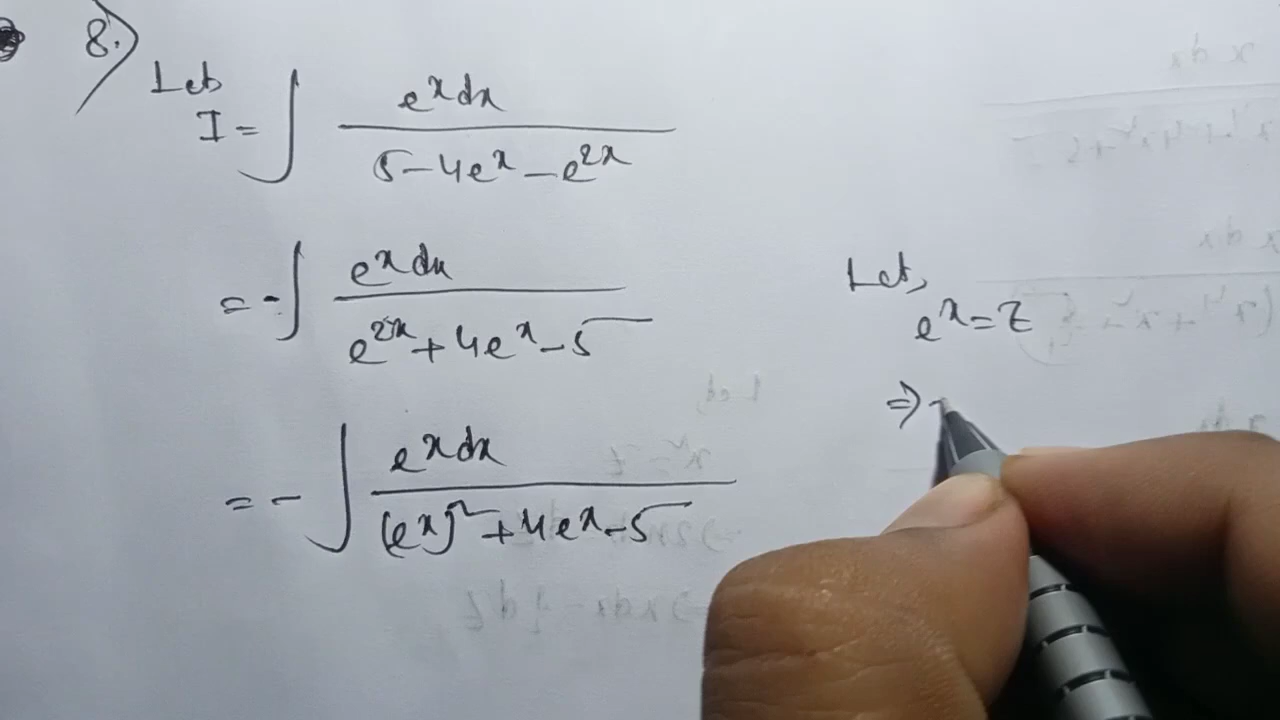 8.)
Let
I = ∫ e^x dx / 5 - 4e^x - e^2x
= - ∫ e^x dx / e^2x + 4e^x - 5
= - ∫ e^x dx / (e^x)^2 + 4e^x - 5
Let,
e^x = z
⇒